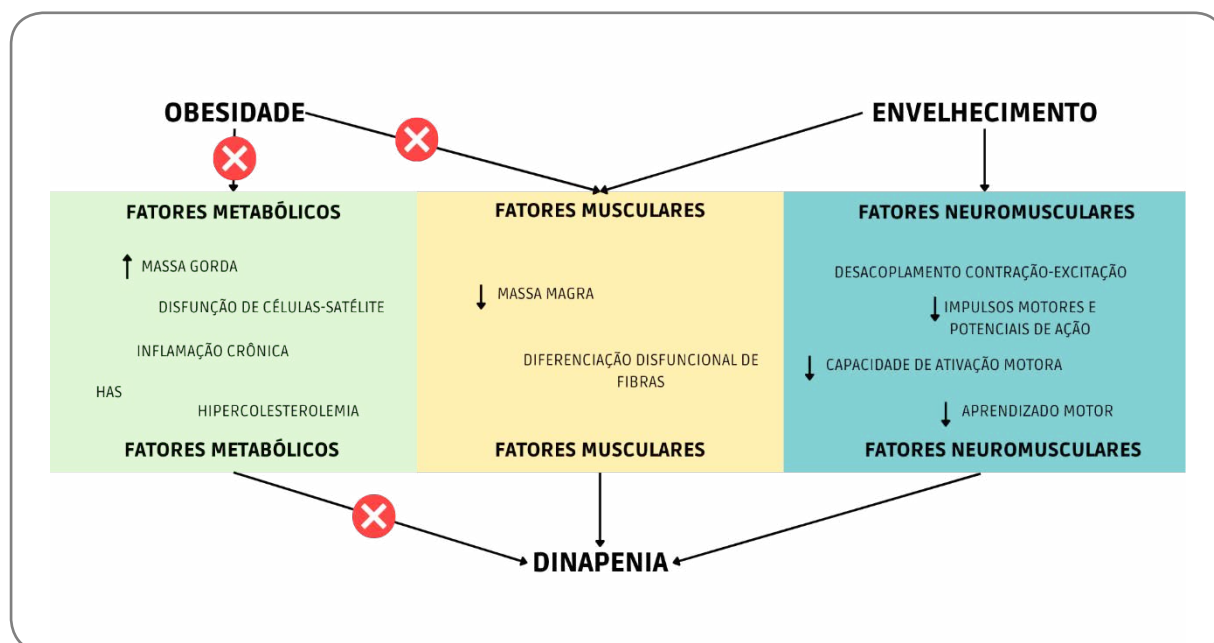 OBESIDADE
ENVELHECIMENTO
FATORES METABÓLICOS
MASSA GORDA
DISFUNÇÃO DE CÉLULAS-SATÉLITE
INFLAMAÇÃO CRÔNICA
HAS
HIPERCOLESTEROLEMIA
FATORES METABÓLICOS
FATORES MUSCULARES
MASSA MAGRA
DIFERENCIAÇÃO DISFUNCIONAL DE
FIBRAS
FATORES MUSCULARES
FATORES NEUROMUSCULARES
DESACOPLAMENTO CONTRAÇÃO-EXCITAÇÃO
IMPULSOS MOTORES E
POTENCIAIS DE AÇÃO
CAPACIDADE DE ATIVAÇÃO MOTORA
APRENDIZADO MOTOR
FATORES NEUROMUSCULARES
DINAPENIA